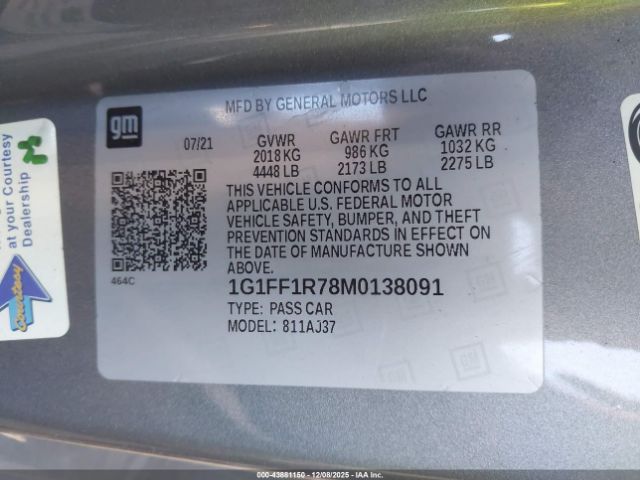 MFD BY GENERAL MOTORS LLC
gm
07/21 GVWR GAWR FRT GAWR RR
2018 KG 986 KG 1032 KG
4448 LB 2173 LB 2275 LB
THIS VEHICLE CONFORMS TO ALL
APPLICABLE U.S. FEDERAL MOTOR
VEHICLE SAFETY, BUMPER, AND THEFT
PREVENTION STANDARDS IN EFFECT ON
THE DATE OF MANUFACTURE SHOWN
ABOVE.
464C
1G1FF1R78M0138091
TYPE: PASS CAR
MODEL: 811AJ37
at your Courtesy
Dealership
Courtesy
IAA-43881150 - 12/08/2025 - IAAI.com